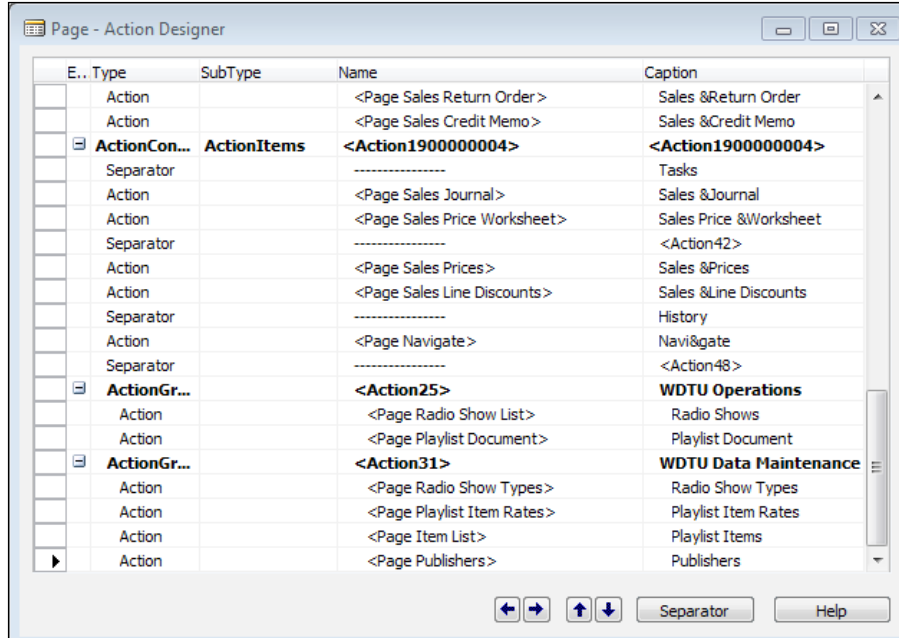 Page - Action Designer
E.. Type SubType Name Caption
Action <Page Sales Return Order> Sales &Return Order
Action <Page Sales Credit Memo> Sales &Credit Memo
ActionCon... ActionItems <Action1900000004> <Action1900000004>
Separator ---------------- Tasks
Action <Page Sales Journal> Sales &Journal
Action <Page Sales Price Worksheet> Sales Price &Worksheet
Separator ---------------- <Action42>
Action <Page Sales Prices> Sales &Prices
Action <Page Sales Line Discounts> Sales &Line Discounts
Separator ---------------- History
Action <Page Navigate> Navi&gate
Separator ---------------- <Action48>
ActionGr... <Action25> WDTU Operations
Action <Page Radio Show List> Radio Shows
Action <Page Playlist Document> Playlist Document
ActionGr... <Action31> WDTU Data Maintenance
Action <Page Radio Show Types> Radio Show Types
Action <Page Playlist Item Rates> Playlist Item Rates
Action <Page Item List> Playlist Items
Action <Page Publishers> Publishers
Separator Help